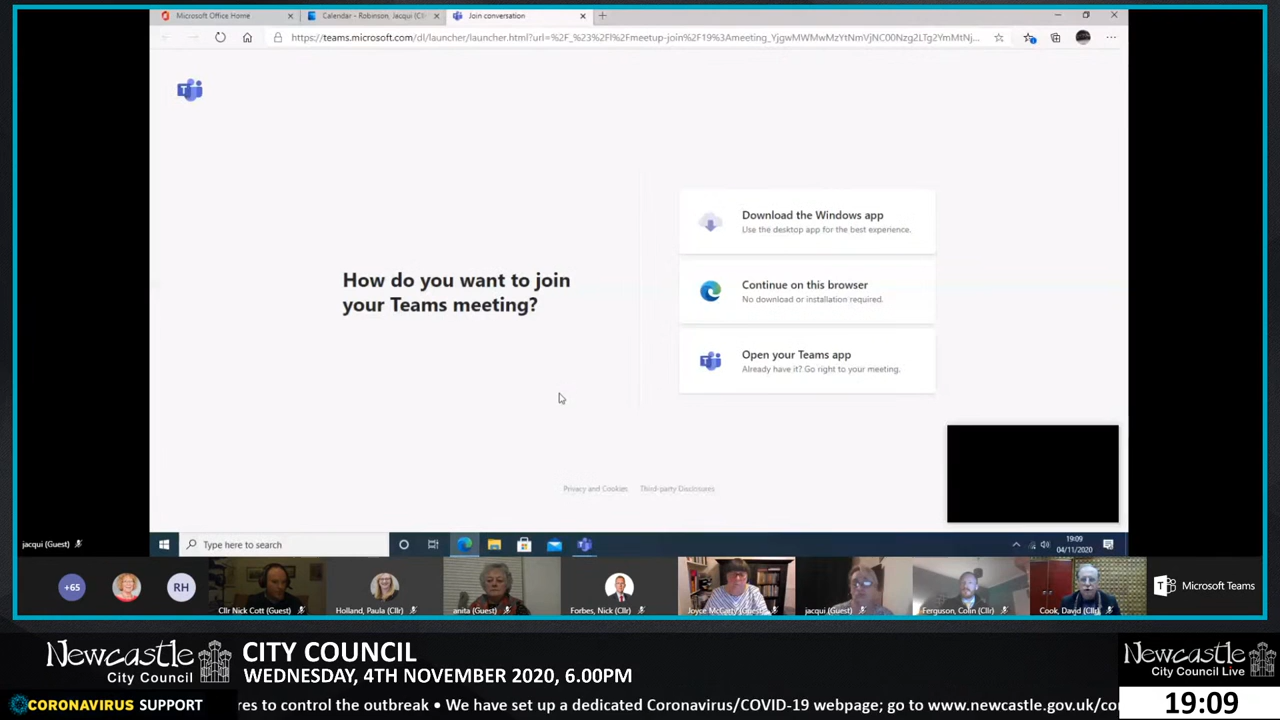 Microsoft Office Home
Calendar - Robinson, Jacqui (Cl
Join conversation
https://teams.microsoft.com/dl/launcher/launcher.html?url=%2F_%23%2Fl%2Fmeetup-join%2F19%3Ameeting_YjgwMWMwMzYtNmVjNC00Nzg2LTg2YmMtNj...
How do you want to join
your Teams meeting?
Download the Windows app
Use the desktop app for the best experience.
Continue on this browser
No download or installation required.
Open your Teams app
Already have it? Go right to your meeting.
Privacy and Cookies
Third-party Disclosures
jacqui (Guest)
Type here to search
19:09
04/11/2020
+65
RH
Cllr Nick Cott (Guest)
Holland, Paula (Cllr)
anita (Guest)
Forbes, Nick (Cllr)
Joyce McCarty (Guest)
jacqui (Guest)
Ferguson, Colin (Cllr)
Cook, David (Cllr)
Microsoft Teams
Newcastle
City Council
CITY COUNCIL
WEDNESDAY, 4TH NOVEMBER 2020, 6.00PM
Newcastle
City Council Live
CORONAVIRUS SUPPORT
res to control the outbreak • We have set up a dedicated Coronavirus/COVID-19 webpage; go to www.newcastle.gov.uk/co
19:09